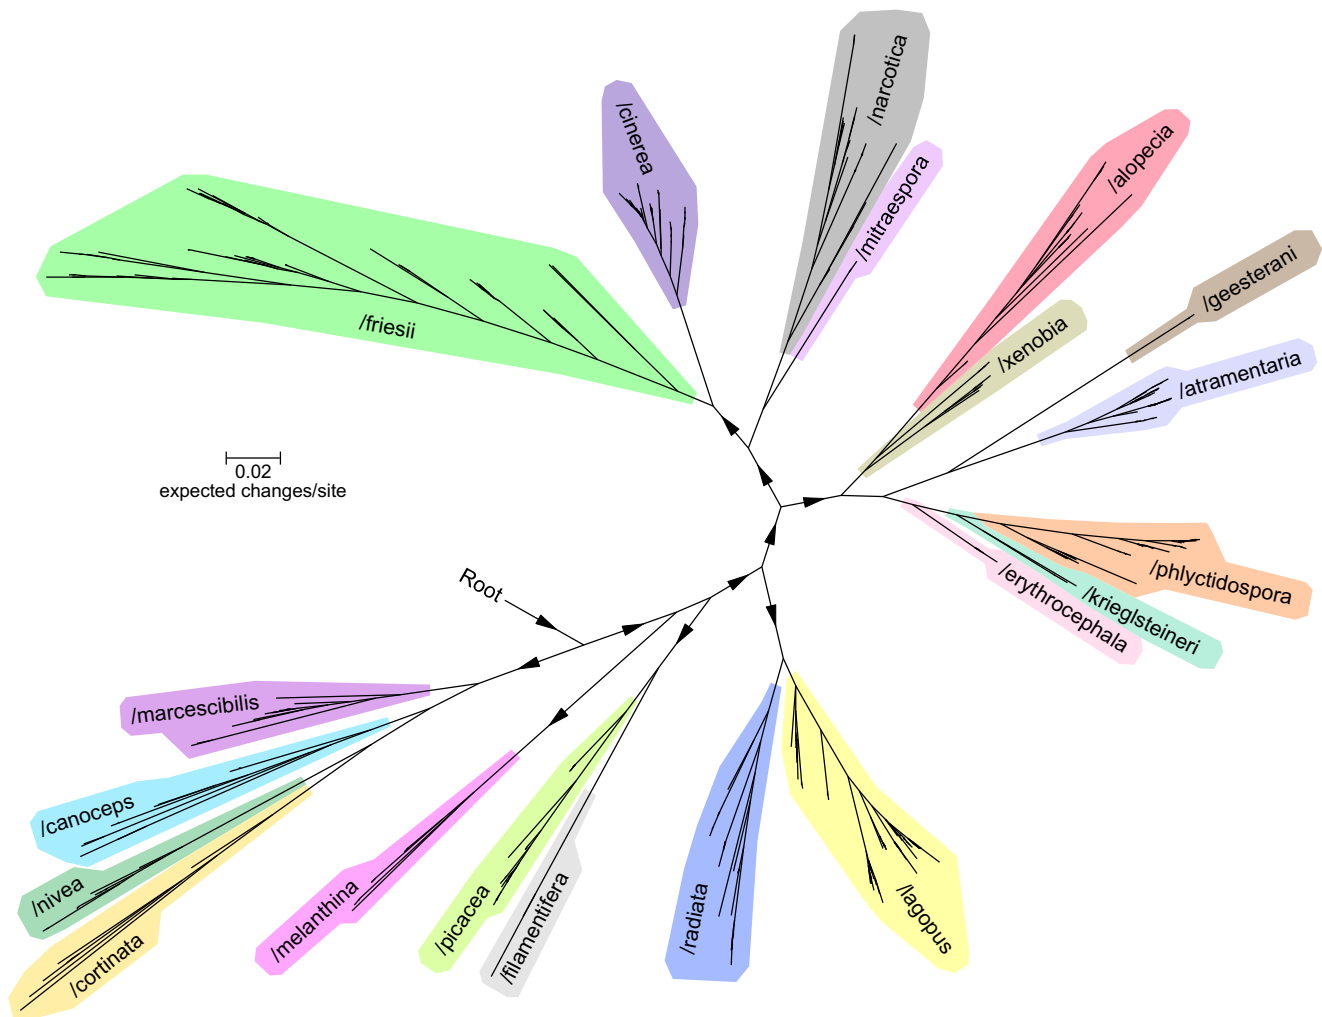 /narcotica
/cinerea
/mitraespora
/alopecia
/geesterani
/friesii
/xenobia
/atramentaria
0.02
expected changes/site
Root
/phlyctidospora
/krieglsteineri
/erythrocephala
/marcescibilis
/canoceps
/nivea
/cortinata
/melanthina
/picacea
/filamentifera
/radiata
/lagopus